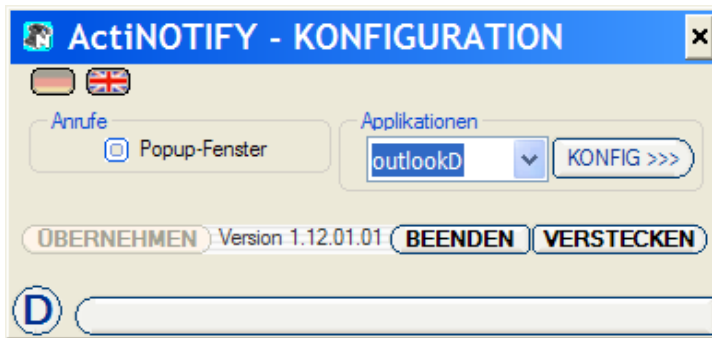 ActiNOTIFY - KONFIGURATION
Anrufe
Applikationen
Popup-Fenster
outlookD
KONFIG >>>
ÜBERNEHMEN Version 1.12.01.01 BEENDEN VERSTECKEN
D